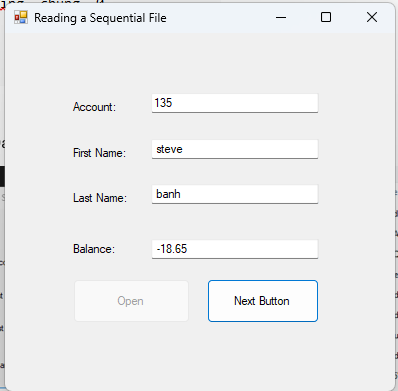 Reading a Sequential File
Account: 135
First Name: steve
Last Name: banh
Balance: -18.65
Open Next Button